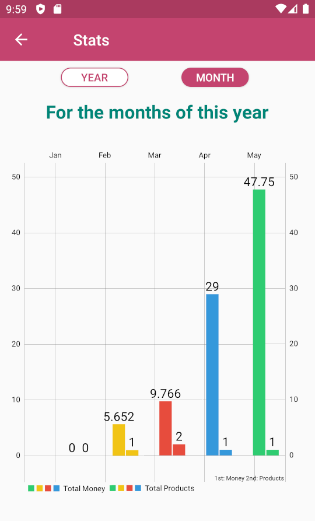 9:59
Stats
YEAR
MONTH
For the months of this year
Jan Feb Mar Apr May
50 47.75 50
40 40
30 29 30
20 20
10 9.766 10
5.652
0 0 0 1 2 1 1 0
1st: Money 2nd: Products
Total Money Total Products